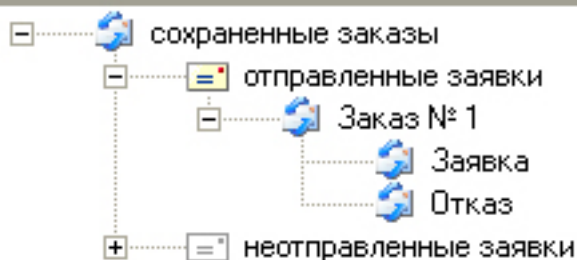 сохраненные заказы
отправленные заявки
Заказ № 1
Заявка
Отказ
неотправленные заявки